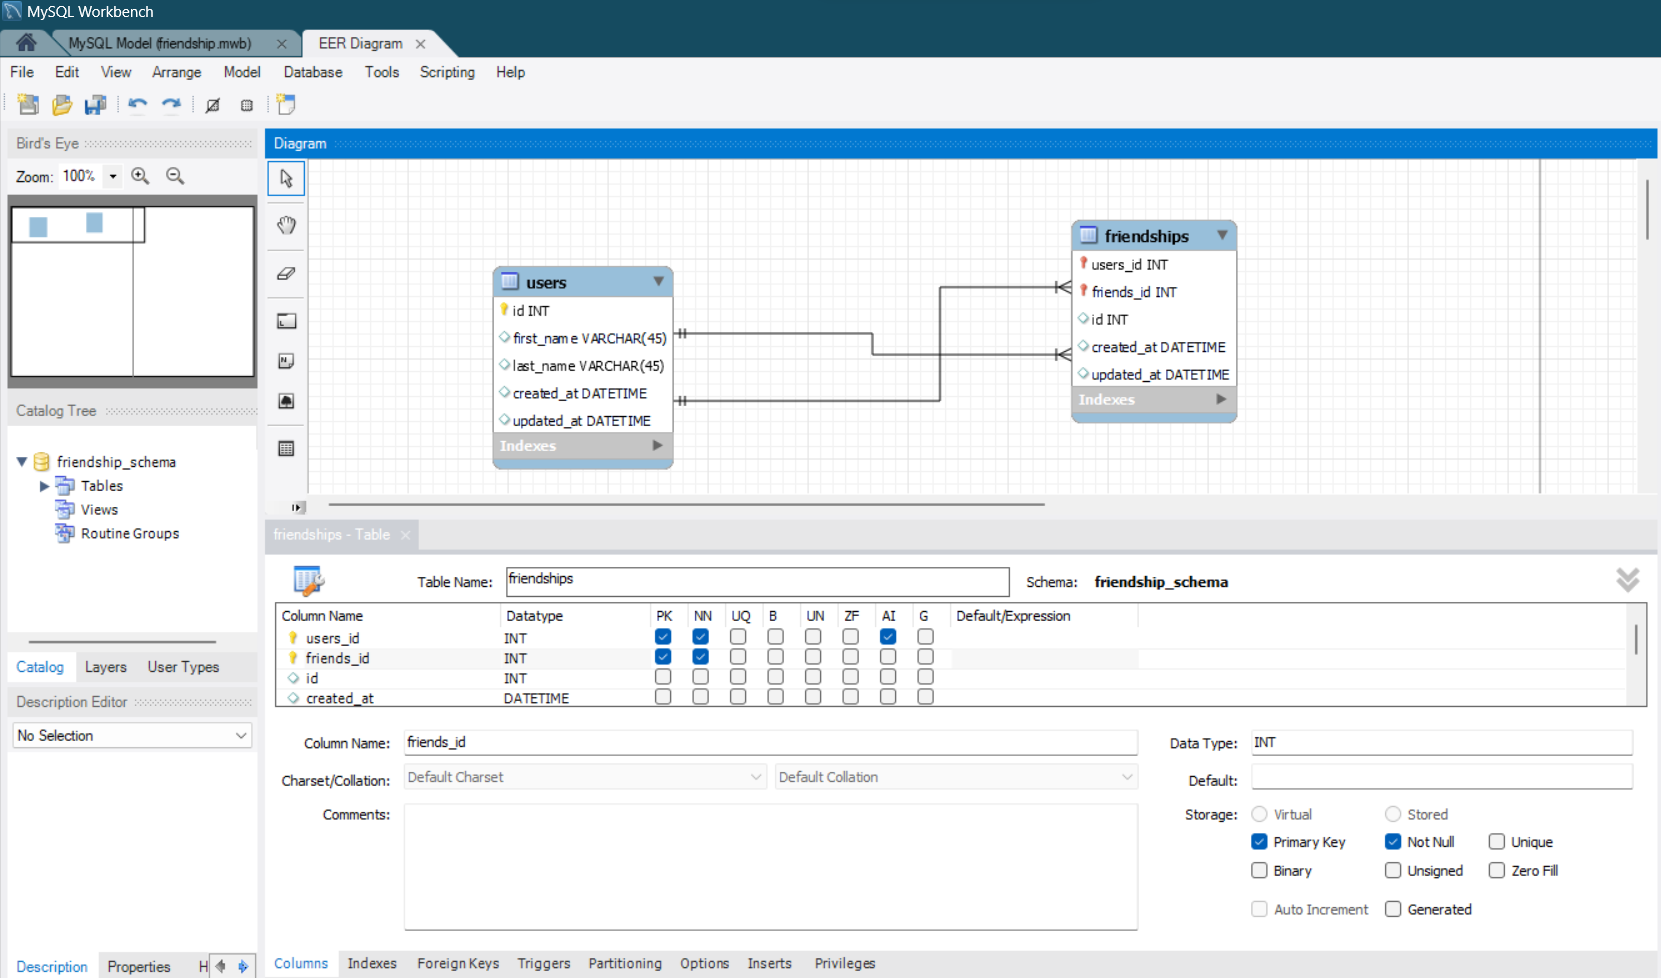 MySQL Workbench
MySQL Model (friendship.mwb)
EER Diagram
File Edit View Arrange Model Database Tools Scripting Help
Bird's Eye
Zoom: 100%
Diagram
users
id INT
first_name VARCHAR(45)
last_name VARCHAR(45)
created_at DATETIME
updated_at DATETIME
Indexes
friendships
users_id INT
friends_id INT
id INT
created_at DATETIME
updated_at DATETIME
Indexes
Catalog Tree
friendship_schema
Tables
Views
Routine Groups
Catalog Layers User Types
Description Editor
No Selection
Description Properties H
friendships - Table
Table Name: friendships Schema: friendship_schema
Column Name Datatype PK NN UQ B UN ZF AI G Default/Expression
users_id INT
friends_id INT
id INT
created_at DATETIME
Column Name: friends_id Data Type: INT
Charset/Collation: Default Charset Default Collation Default:
Comments: Storage: Virtual Stored
Primary Key Not Null Unique
Binary Unsigned Zero Fill
Auto Increment Generated
Columns Indexes Foreign Keys Triggers Partitioning Options Inserts Privileges